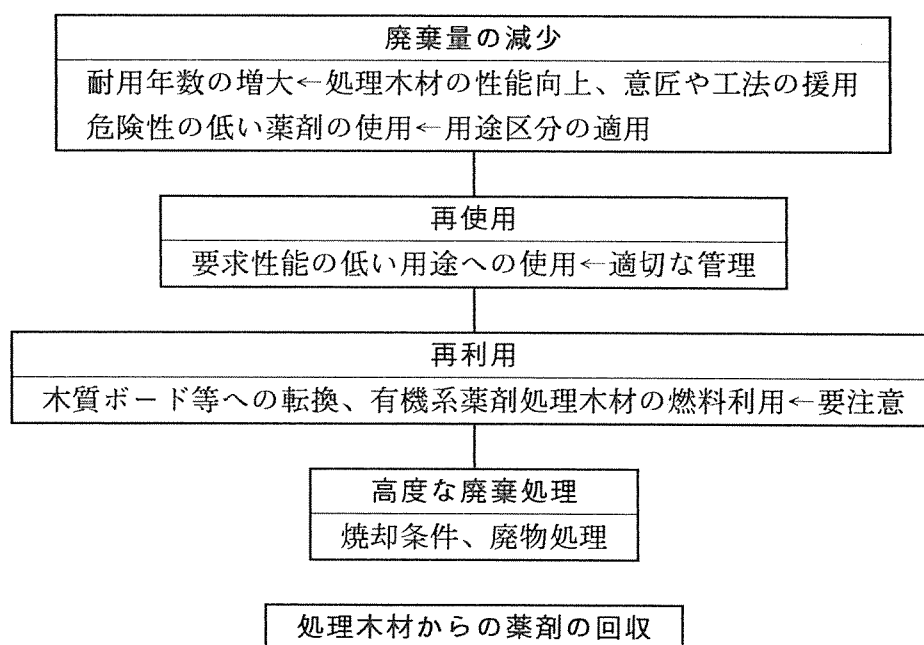 廃棄量の減少
耐用年数の増大←処理木材の性能向上、意匠や工法の援用
危険性の低い薬剤の使用←用途区分の適用
再使用
要求性能の低い用途への使用←適切な管理
再利用
木質ボード等への転換、有機系薬剤処理木材の燃料利用←要注意
高度な廃棄処理
焼却条件、廃物処理
処理木材からの薬剤の回収